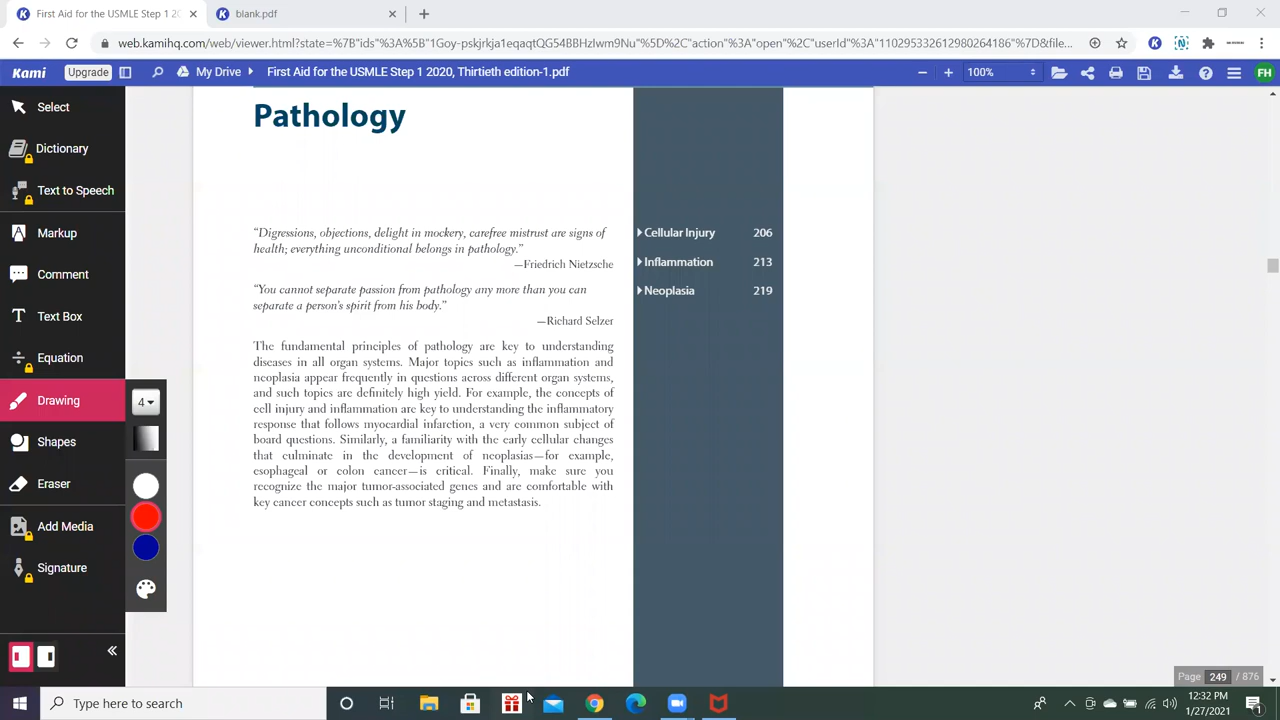 First Aid for the USMLE Step 1 20
blank.pdf
web.kamihq.com/web/viewer.html?state=%7B"ids"%3A%5B"1Goy-pskjrkja1eqaqtQG54BBHzIwm9Nu"%5D%2C"action"%3A"open"%2C"userId"%3A"110295332612980264186"%7D&file...
Kami
Upgrade
My Drive
First Aid for the USMLE Step 1 2020, Thirtieth edition-1.pdf
100%
FH
Select
Dictionary
Text to Speech
Markup
Comment
Text Box
Equation
Drawing
Shapes
Eraser
Add Media
Signature
4
Pathology
“Digressions, objections, delight in mockery, carefree mistrust are signs of
health; everything unconditional belongs in pathology.”
—Friedrich Nietzsche
“You cannot separate passion from pathology any more than you can
separate a person’s spirit from his body.”
—Richard Selzer
The fundamental principles of pathology are key to understanding
diseases in all organ systems. Major topics such as inflammation and
neoplasia appear frequently in questions across different organ systems,
and such topics are definitely high yield. For example, the concepts of
cell injury and inflammation are key to understanding the inflammatory
response that follows myocardial infarction, a very common subject of
board questions. Similarly, a familiarity with the early cellular changes
that culminate in the development of neoplasias—for example,
esophageal or colon cancer—is critical. Finally, make sure you
recognize the major tumor-associated genes and are comfortable with
key cancer concepts such as tumor staging and metastasis.
Cellular Injury 206
Inflammation 213
Neoplasia 219
Page 249 / 876
Type here to search
12:32 PM
1/27/2021